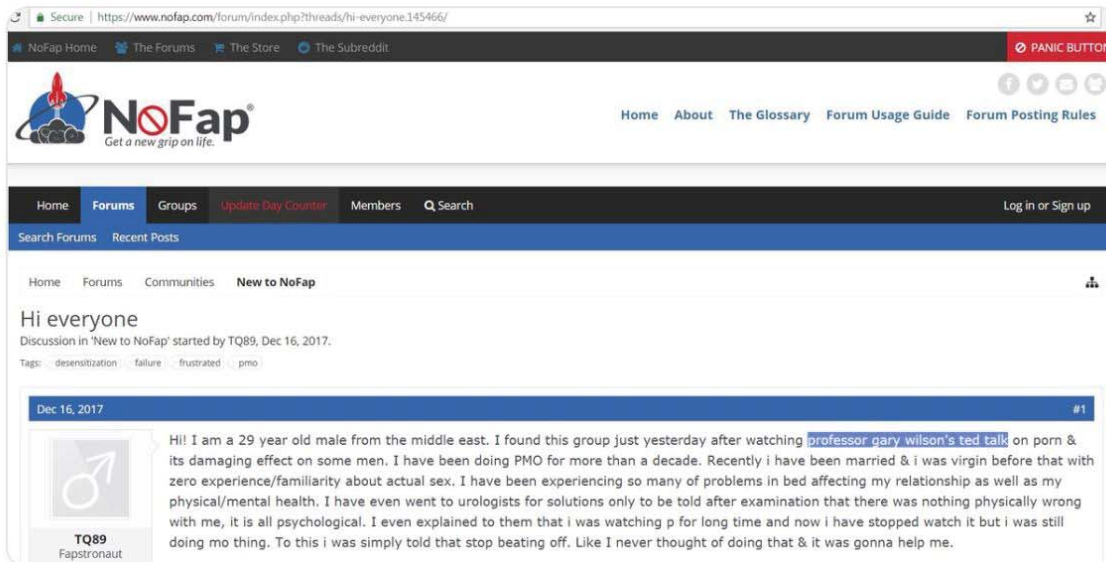 Secure | https://www.nofap.com/forum/index.php?threads/hi-everyone.145466/
NoFap Home The Forums The Store The Subreddit PANIC BUTTON
NoFap®
Get a new grip on life.
Home About The Glossary Forum Usage Guide Forum Posting Rules
Home Forums Groups Update Day Counter Members Search Log in or Sign up
Search Forums Recent Posts
Home Forums Communities New to NoFap
Hi everyone
Discussion in 'New to NoFap' started by TQ89, Dec 16, 2017.
Tags: desensitization failure frustrated pmo
Dec 16, 2017 #1
Hi! I am a 29 year old male from the middle east. I found this group just yesterday after watching professor gary wilson's ted talk on porn &
its damaging effect on some men. I have been doing PMO for more than a decade. Recently i have been married & i was virgin before that with
zero experience/familiarity about actual sex. I have been experiencing so many of problems in bed affecting my relationship as well as my
physical/mental health. I have even went to urologists for solutions only to be told after examination that there was nothing physically wrong
with me, it is all psychological. I even explained to them that i was watching p for long time and now i have stopped watch it but i was still
doing mo thing. To this i was simply told that stop beating off. Like I never thought of doing that & it was gonna help me.
TQ89
Fapstronaut